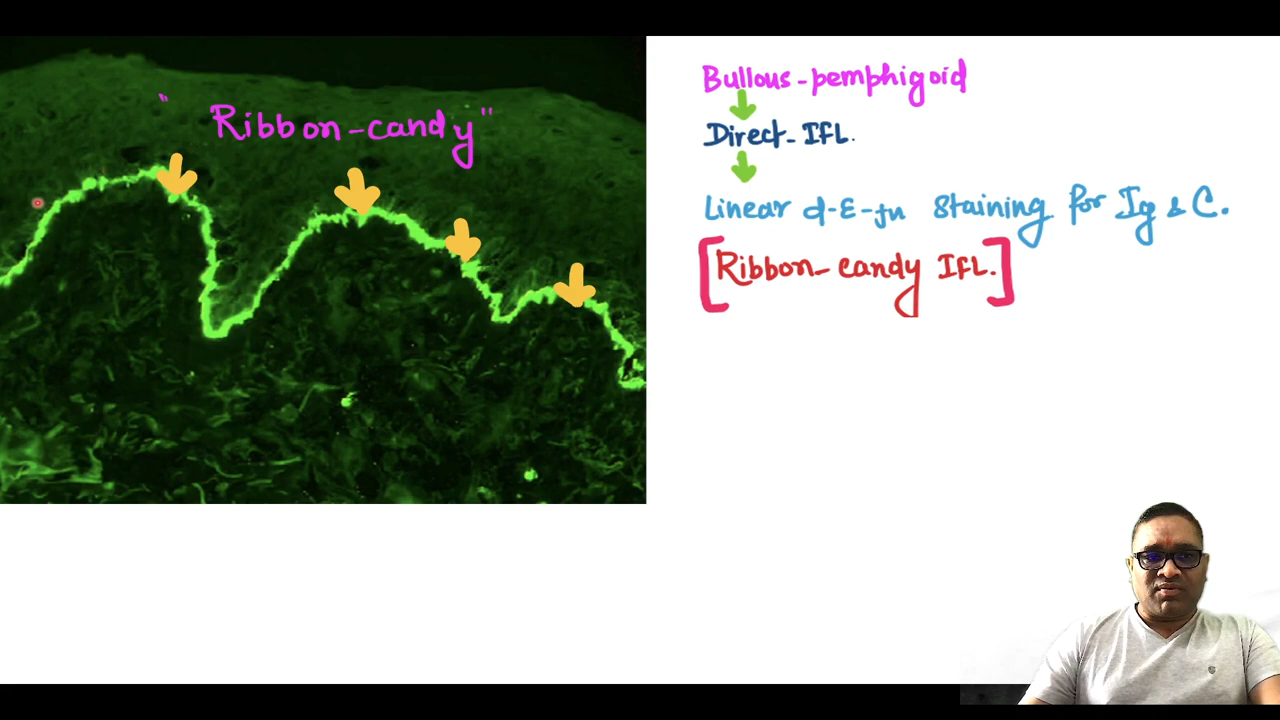 "Ribbon-candy"
Bullous-pemphigoid
Direct-IFL.
Linear d-E-jn staining for Ig & C.
[Ribbon-candy IFL.]